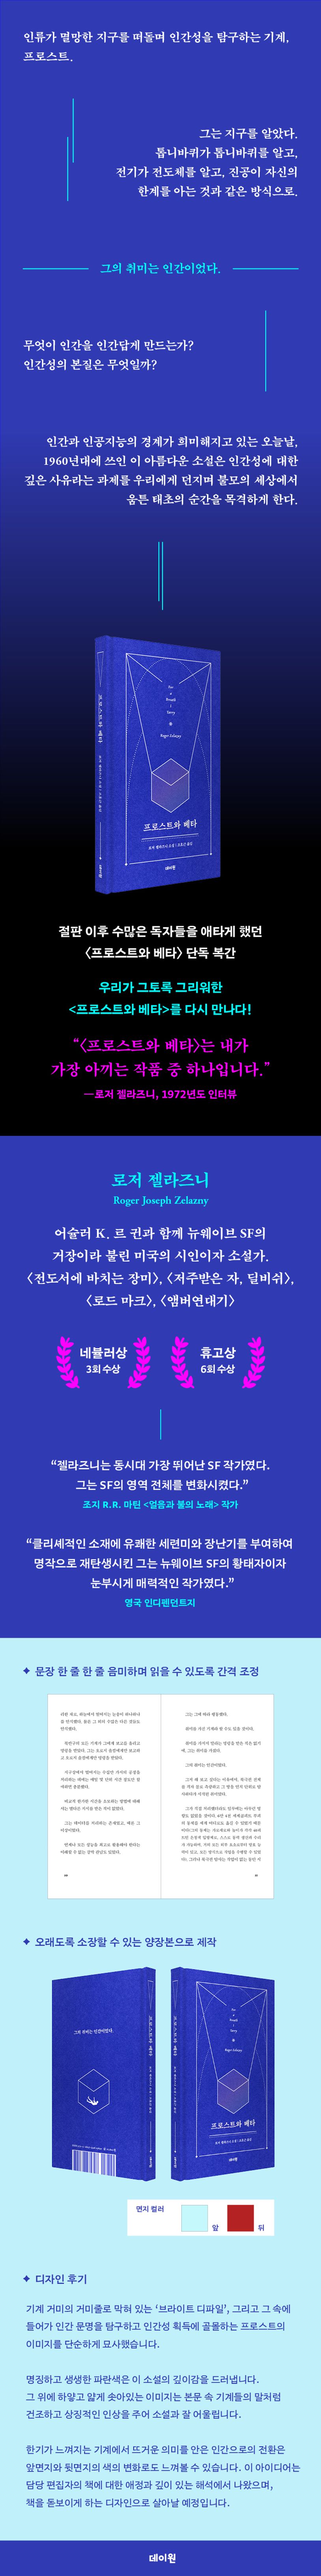 인류가 멸망한 지구를 떠돌며 인간성을 탐구하는 기계,
프로스트.
그는 지구를 알았다.
톱니바퀴가 톱니바퀴를 알고,
전기가 전도체를 알고, 진공이 자신의
한계를 아는 것과 같은 방식으로.
그의 취미는 인간이었다.
무엇이 인간을 인간답게 만드는가?
인간성의 본질은 무엇일까?
인간과 인공지능의 경계가 희미해지고 있는 오늘날,
1960년대에 쓰인 이 아름다운 소설은 인간성에 대한
깊은 사유라는 과제를 우리에게 던지며 불모의 세상에서
움튼 태초의 순간을 목격하게 한다.
For
a
Breath
I
Tarry
Roger Zelazny
프로스트와 베타
프로스트와 베타
데이원
절판 이후 수많은 독자들을 애타게 했던
〈프로스트와 베타〉 단독 복간
우리가 그토록 그리워한
<프로스트와 베타>를 다시 만나다!
“〈프로스트와 베타〉는 내가
가장 아끼는 작품 중 하나입니다.”
—로저 젤라즈니, 1972년도 인터뷰
로저 젤라즈니
Roger Joseph Zelazny
어슐러 K. 르 귄과 함께 뉴웨이브 SF의
거장이라 불린 미국의 시인이자 소설가.
〈전도서에 바치는 장미〉, 〈저주받은 자, 딜비쉬〉,
〈로드 마크〉, 〈앰버연대기〉
네뷸러상
3회 수상
휴고상
6회 수상
“젤라즈니는 동시대 가장 뛰어난 SF 작가였다.
그는 SF의 영역 전체를 변화시켰다.”
조지 R.R. 마틴 <얼음과 불의 노래> 작가
“클리셰적인 소재에 유쾌한 세련미와 장난기를 부여하여
명작으로 재탄생시킨 그는 뉴웨이브 SF의 황태자이자
눈부시게 매력적인 작가였다.”
영국 인디펜던트지
문장 한 줄 한 줄 음미하며 읽을 수 있도록 간격 조정
오래도록 소장할 수 있는 양장본으로 제작
그의 취미는 인간이었다.
프로스트와 베타
프로스트와 베타
For
a
Breath
I
Tarry
Roger Zelazny
프로스트와 베타
데이원
면지 컬러
앞
뒤
디자인 후기
기계 거미의 거미줄로 막혀 있는 ‘브라이트 디파일’, 그리고 그 속에
들어가 인간 문명을 탐구하고 인간성 획득에 골몰하는 프로스트의
이미지를 단순하게 묘사했습니다.
명징하고 생생한 파란색은 이 소설의 깊이감을 드러냅니다.
그 위에 하얗고 얇게 솟아있는 이미지는 본문 속 기계들의 말처럼
건조하고 상징적인 인상을 주어 소설과 잘 어울립니다.
한기가 느껴지는 기계에서 뜨거운 의미를 안은 인간으로의 전환은
앞면지와 뒷면지의 색의 변화로도 느껴볼 수 있습니다. 이 아이디어는
담당 편집자의 책에 대한 애정과 깊이 있는 해석에서 나왔으며,
책을 돋보이게 하는 디자인으로 살아날 예정입니다.
데이원